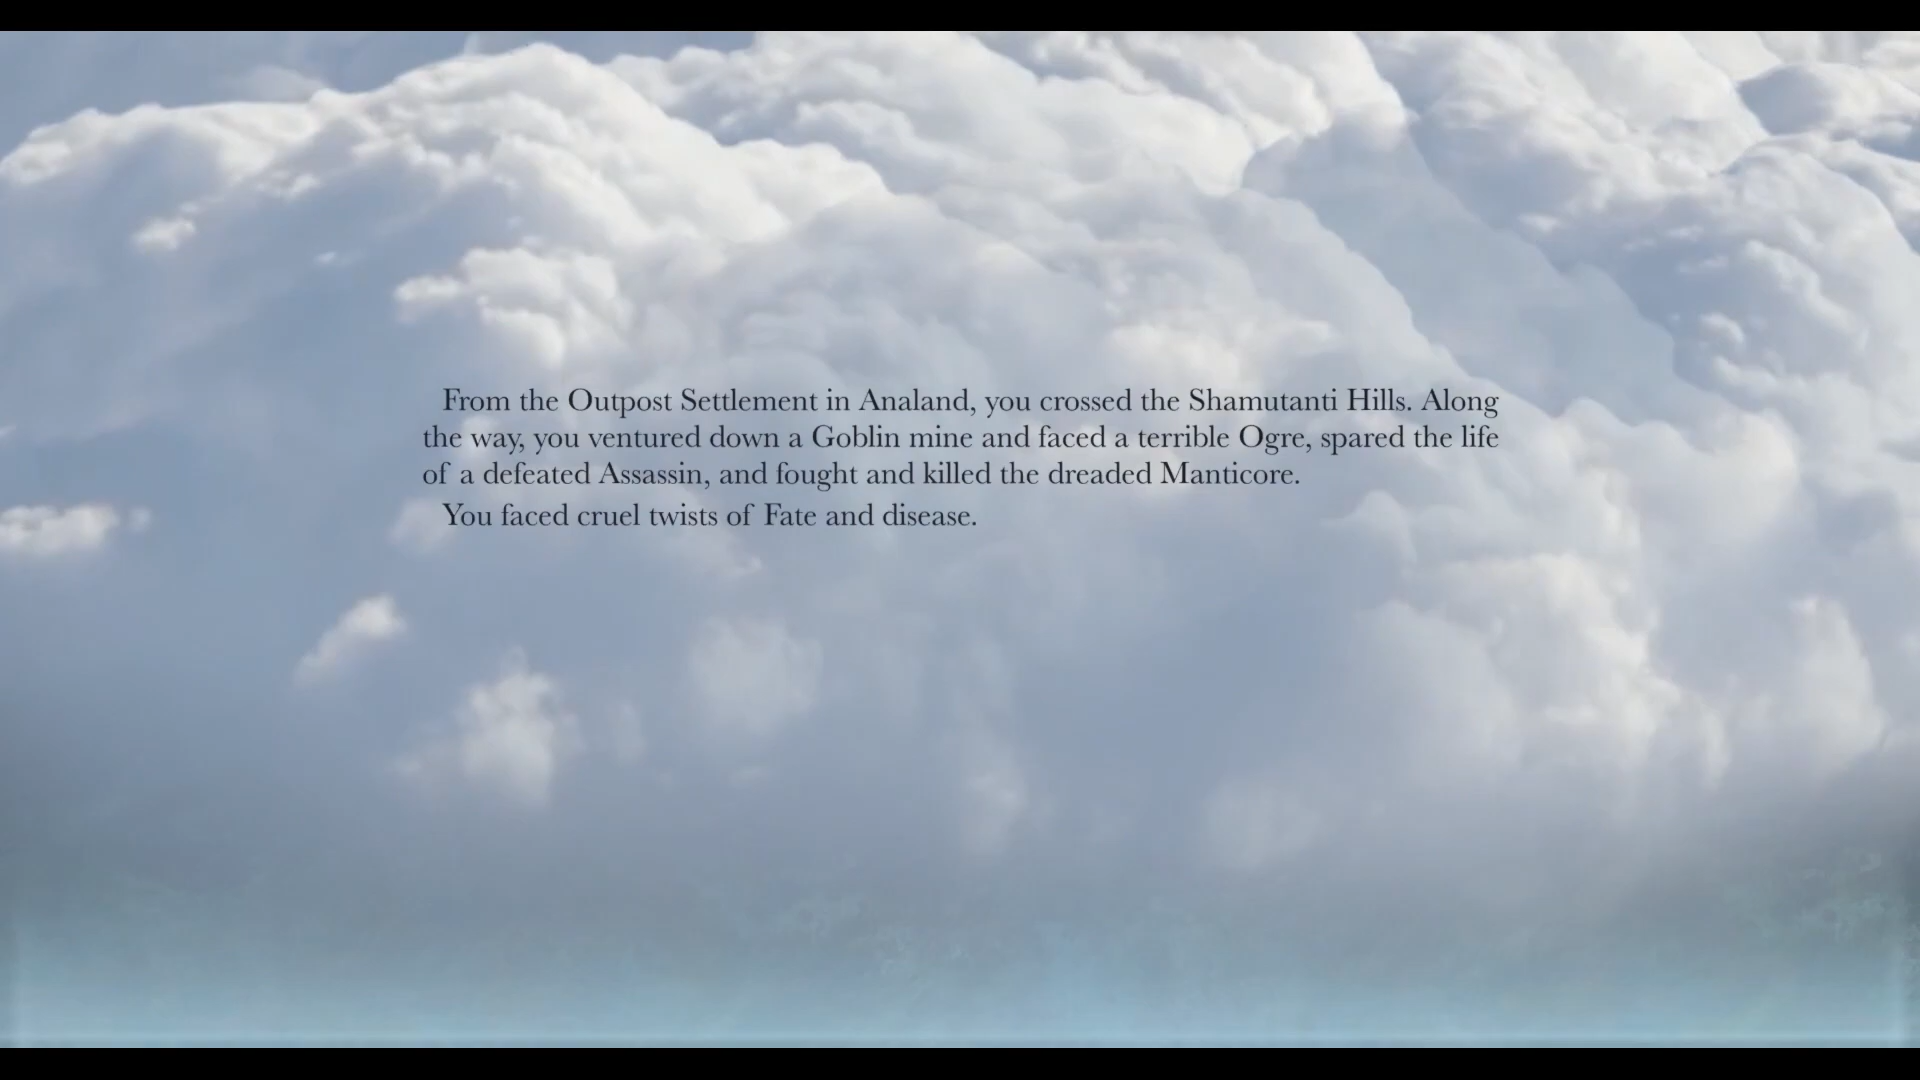 From the Outpost Settlement in Analand, you crossed the Shamutanti Hills. Along
the way, you ventured down a Goblin mine and faced a terrible Ogre, spared the life
of a defeated Assassin, and fought and killed the dreaded Manticore.
You faced cruel twists of Fate and disease.